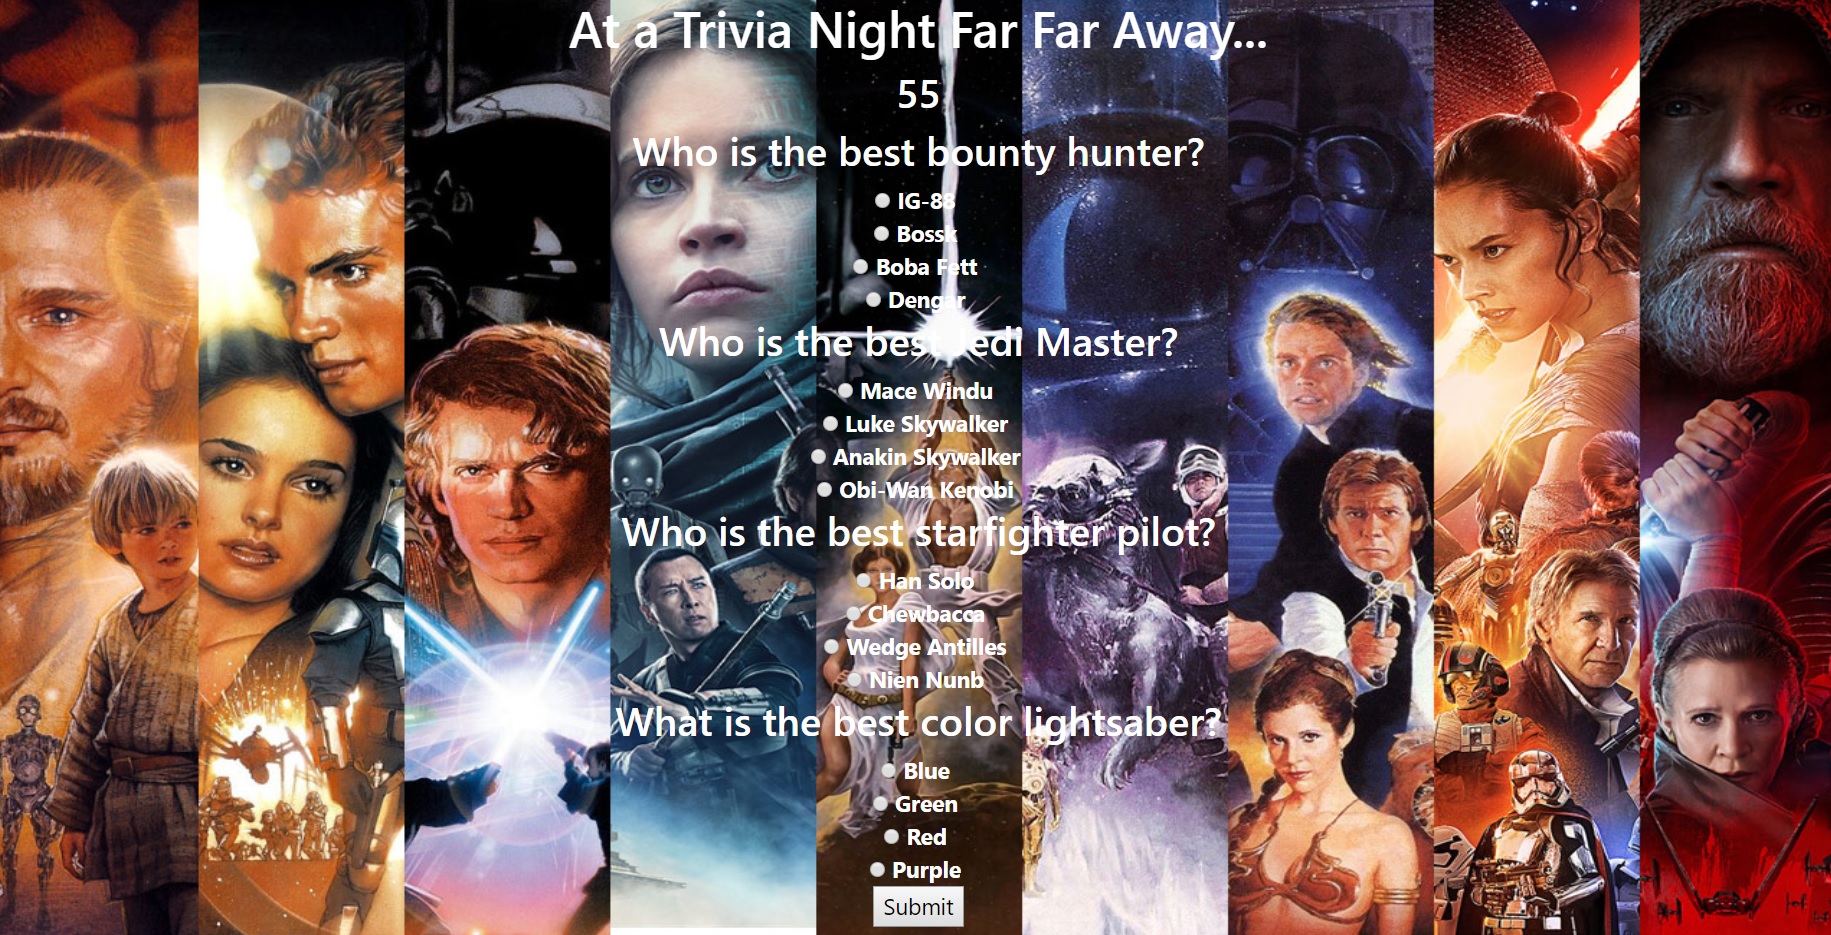 At a Trivia Night Far Far Away...
55
Who is the best bounty hunter?
IG-88
Bossk
Boba Fett
Dengar
Who is the best Jedi Master?
Mace Windu
Luke Skywalker
Anakin Skywalker
Obi-Wan Kenobi
Who is the best starfighter pilot?
Han Solo
Chewbacca
Wedge Antilles
Nien Nunb
What is the best color lightsaber?
Blue
Green
Red
Purple
Submit